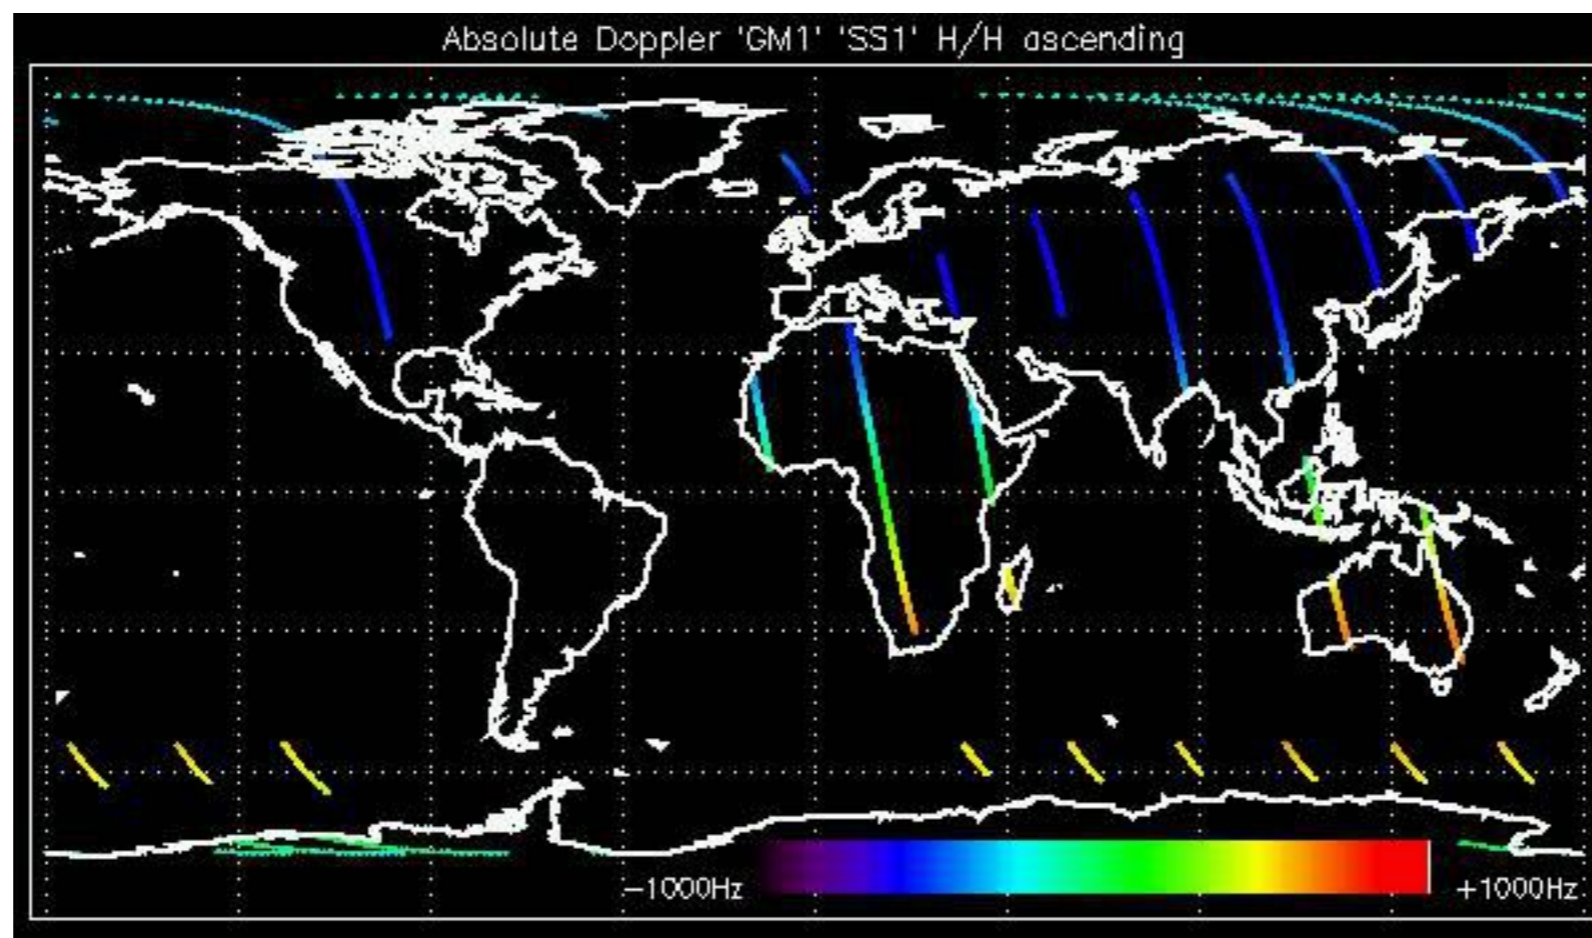 Absolute Doppler 'GM1' 'SS1' H/H ascending
−1000Hz
+1000Hz